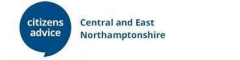 citizens
advice
Central and East
Northamptonshire